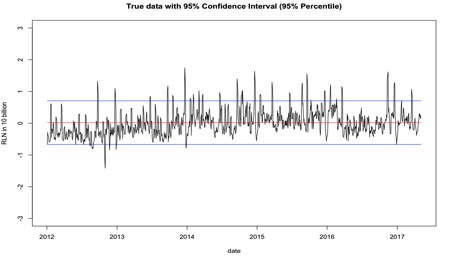 True data with 95% Confidence Interval (95% Percentile)
3
2
1
0
-1
-2
-3
RLN in 10 billion
2012 2013 2014 2015 2016 2017
date